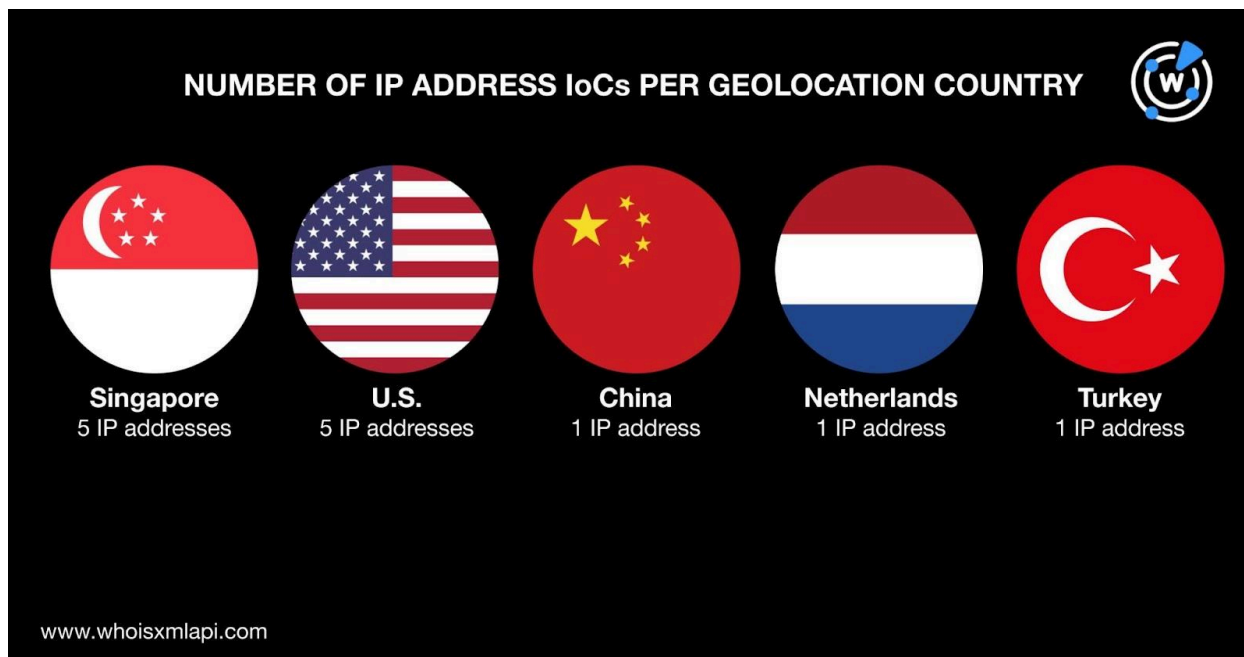 NUMBER OF IP ADDRESS IoCs PER GEOLOCATION COUNTRY
W
Singapore
5 IP addresses
U.S.
5 IP addresses
China
1 IP address
Netherlands
1 IP address
Turkey
1 IP address
www.whoisxmlapi.com